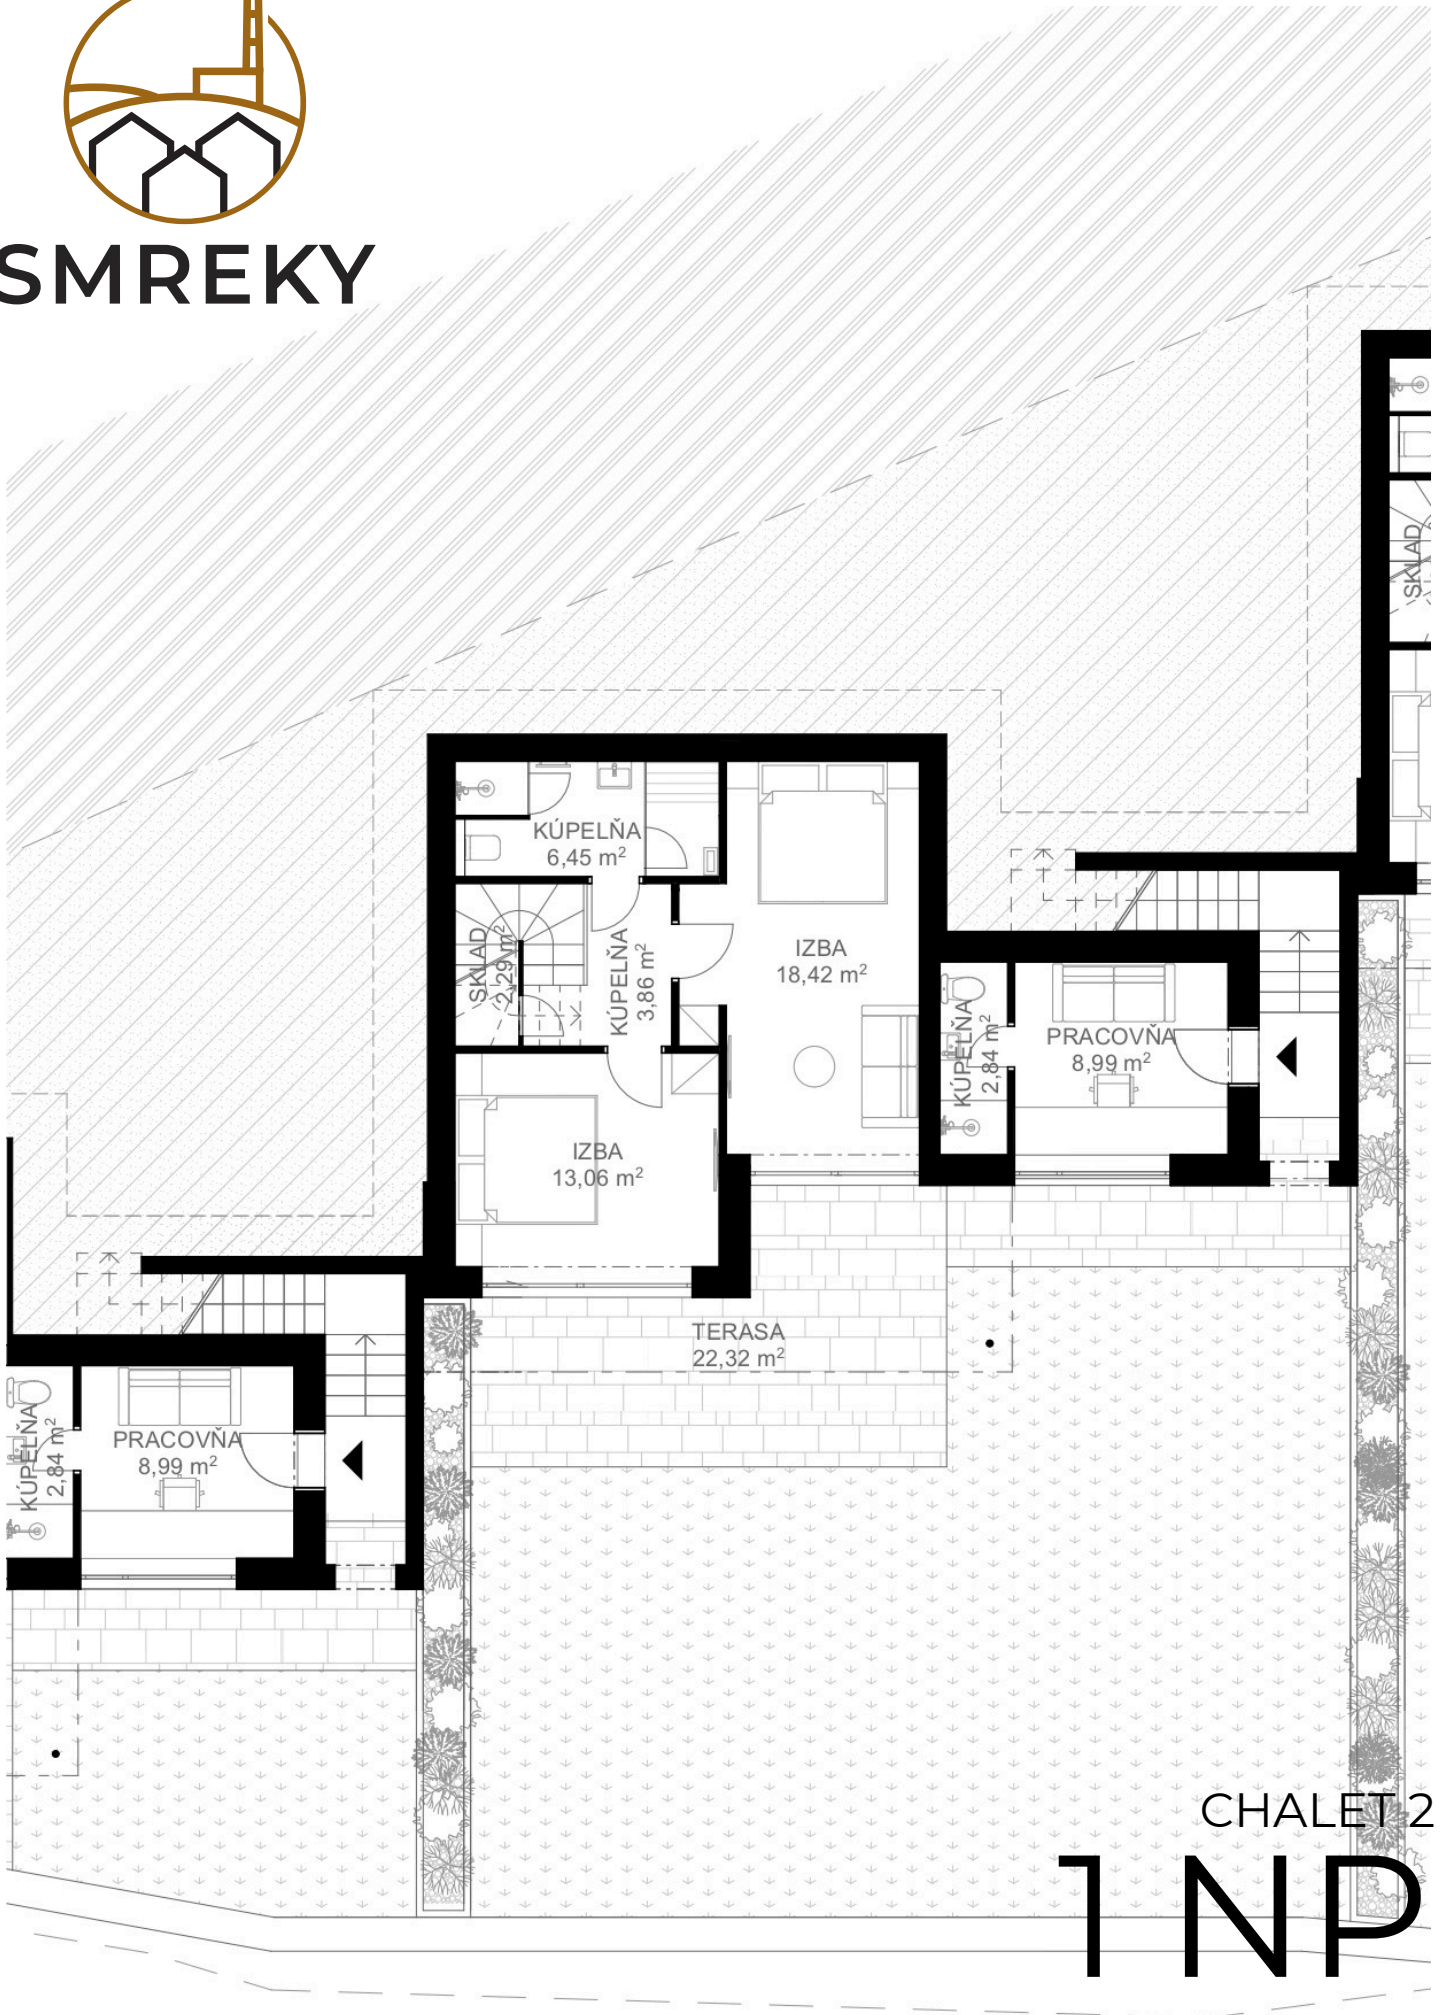 SMREKY
SKLAD
KÚPELŇA
6,45 m²
SKLAD
2,29 m²
KÚPELŇA
3,86 m²
IZBA
18,42 m²
KÚPELŇA
2,84 m²
PRACOVŇA
8,99 m²
IZBA
13,06 m²
TERASA
22,32 m²
KÚPELŇA
2,84 m²
PRACOVŇA
8,99 m²
CHALET 2
1 NP